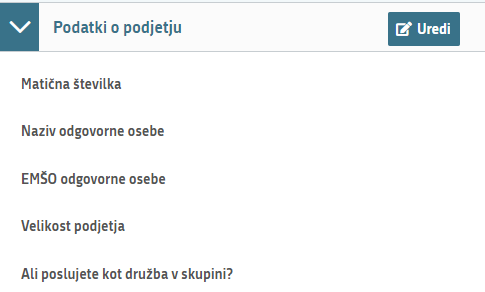 Podatki o podjetju
Uredi
Matična številka
Naziv odgovorne osebe
EMŠO odgovorne osebe
Velikost podjetja
Ali poslujete kot družba v skupini?